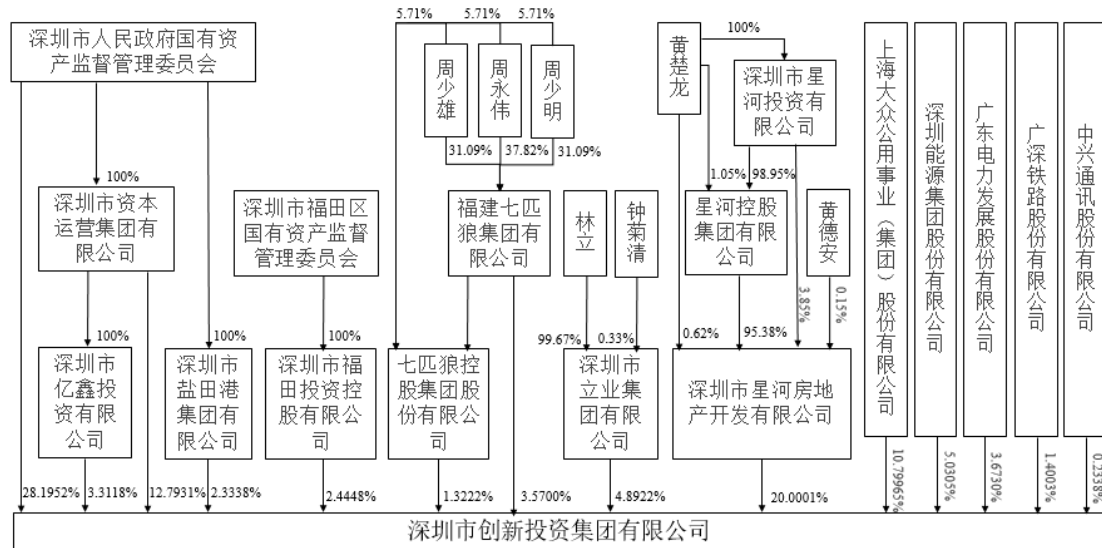 5.71%
5.71%
5.71%
深圳市人民政府国有资
产监督管理委员会
周少雄
周永伟
周少明
黄楚龙
100%
深圳市星
河投资有
限公司
上海大众公用事业（集团）股份有限公司
深圳能源集团股份有限公司
广东电力发展股份有限公司
广深铁路股份有限公司
中兴通讯股份有限公司
31.09%
37.82%
31.09%
1.05%
98.95%
100%
深圳市资本
运营集团有
限公司
深圳市福田区
国有资产监督
管理委员会
福建七匹
狼集团有
限公司
林立
钟菊清
星河控股
集团有限
公司
黄德安
3.85%
0.15%
100%
100%
100%
99.67%
0.33%
0.62%
95.38%
深圳市
亿鑫投
资有限
公司
深圳市
盐田港
集团有
限公司
深圳市福
田投资控
股有限公
司
七匹狼控
股集团股
份有限公
司
深圳市
立业集
团有限
公司
深圳市星河房地
产开发有限公司
28.1952%
3.3118%
12.7931%
2.3338%
2.4448%
1.3222%
3.5700%
4.8922%
20.0001%
10.79965%
5.0305%
3.6730%
1.4003%
0.2338%
深圳市创新投资集团有限公司